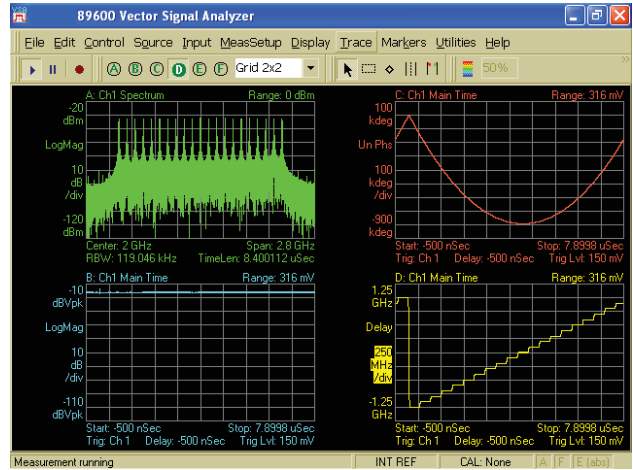 VSA
89600 Vector Signal Analyzer
File Edit Control Source Input MeasSetup Display Trace Markers Utilities Help
A B C D E F Grid 2x2 50%
A: Ch1 Spectrum Range: 0 dBm
-20
dBm
LogMag
10
dB
/div
-120
dBm
Center: 2 GHz Span: 2.8 GHz
RBW: 119.046 kHz TimeLen: 8.400112 uSec
C: Ch1 Main Time Range: 316 mV
100
kdeg
Un Phs
100
kdeg
/div
-900
kdeg
Start: -500 nSec Stop: 7.8998 uSec
Trig: Ch 1 Delay: -500 nSec Trig Lvl: 150 mV
B: Ch1 Main Time Range: 316 mV
-10
dBVpk
LogMag
10
dB
/div
-110
dBVpk
Start: -500 nSec Stop: 7.8998 uSec
Trig: Ch 1 Delay: -500 nSec Trig Lvl: 150 mV
D: Ch1 Main Time Range: 316 mV
1.25
GHz
Delay
250
MHz
/div
-1.25
GHz
Start: -500 nSec Stop: 7.8998 uSec
Trig: Ch 1 Delay: -500 nSec Trig Lvl: 150 mV
Measurement running INT REF CAL: None A F E (abs)